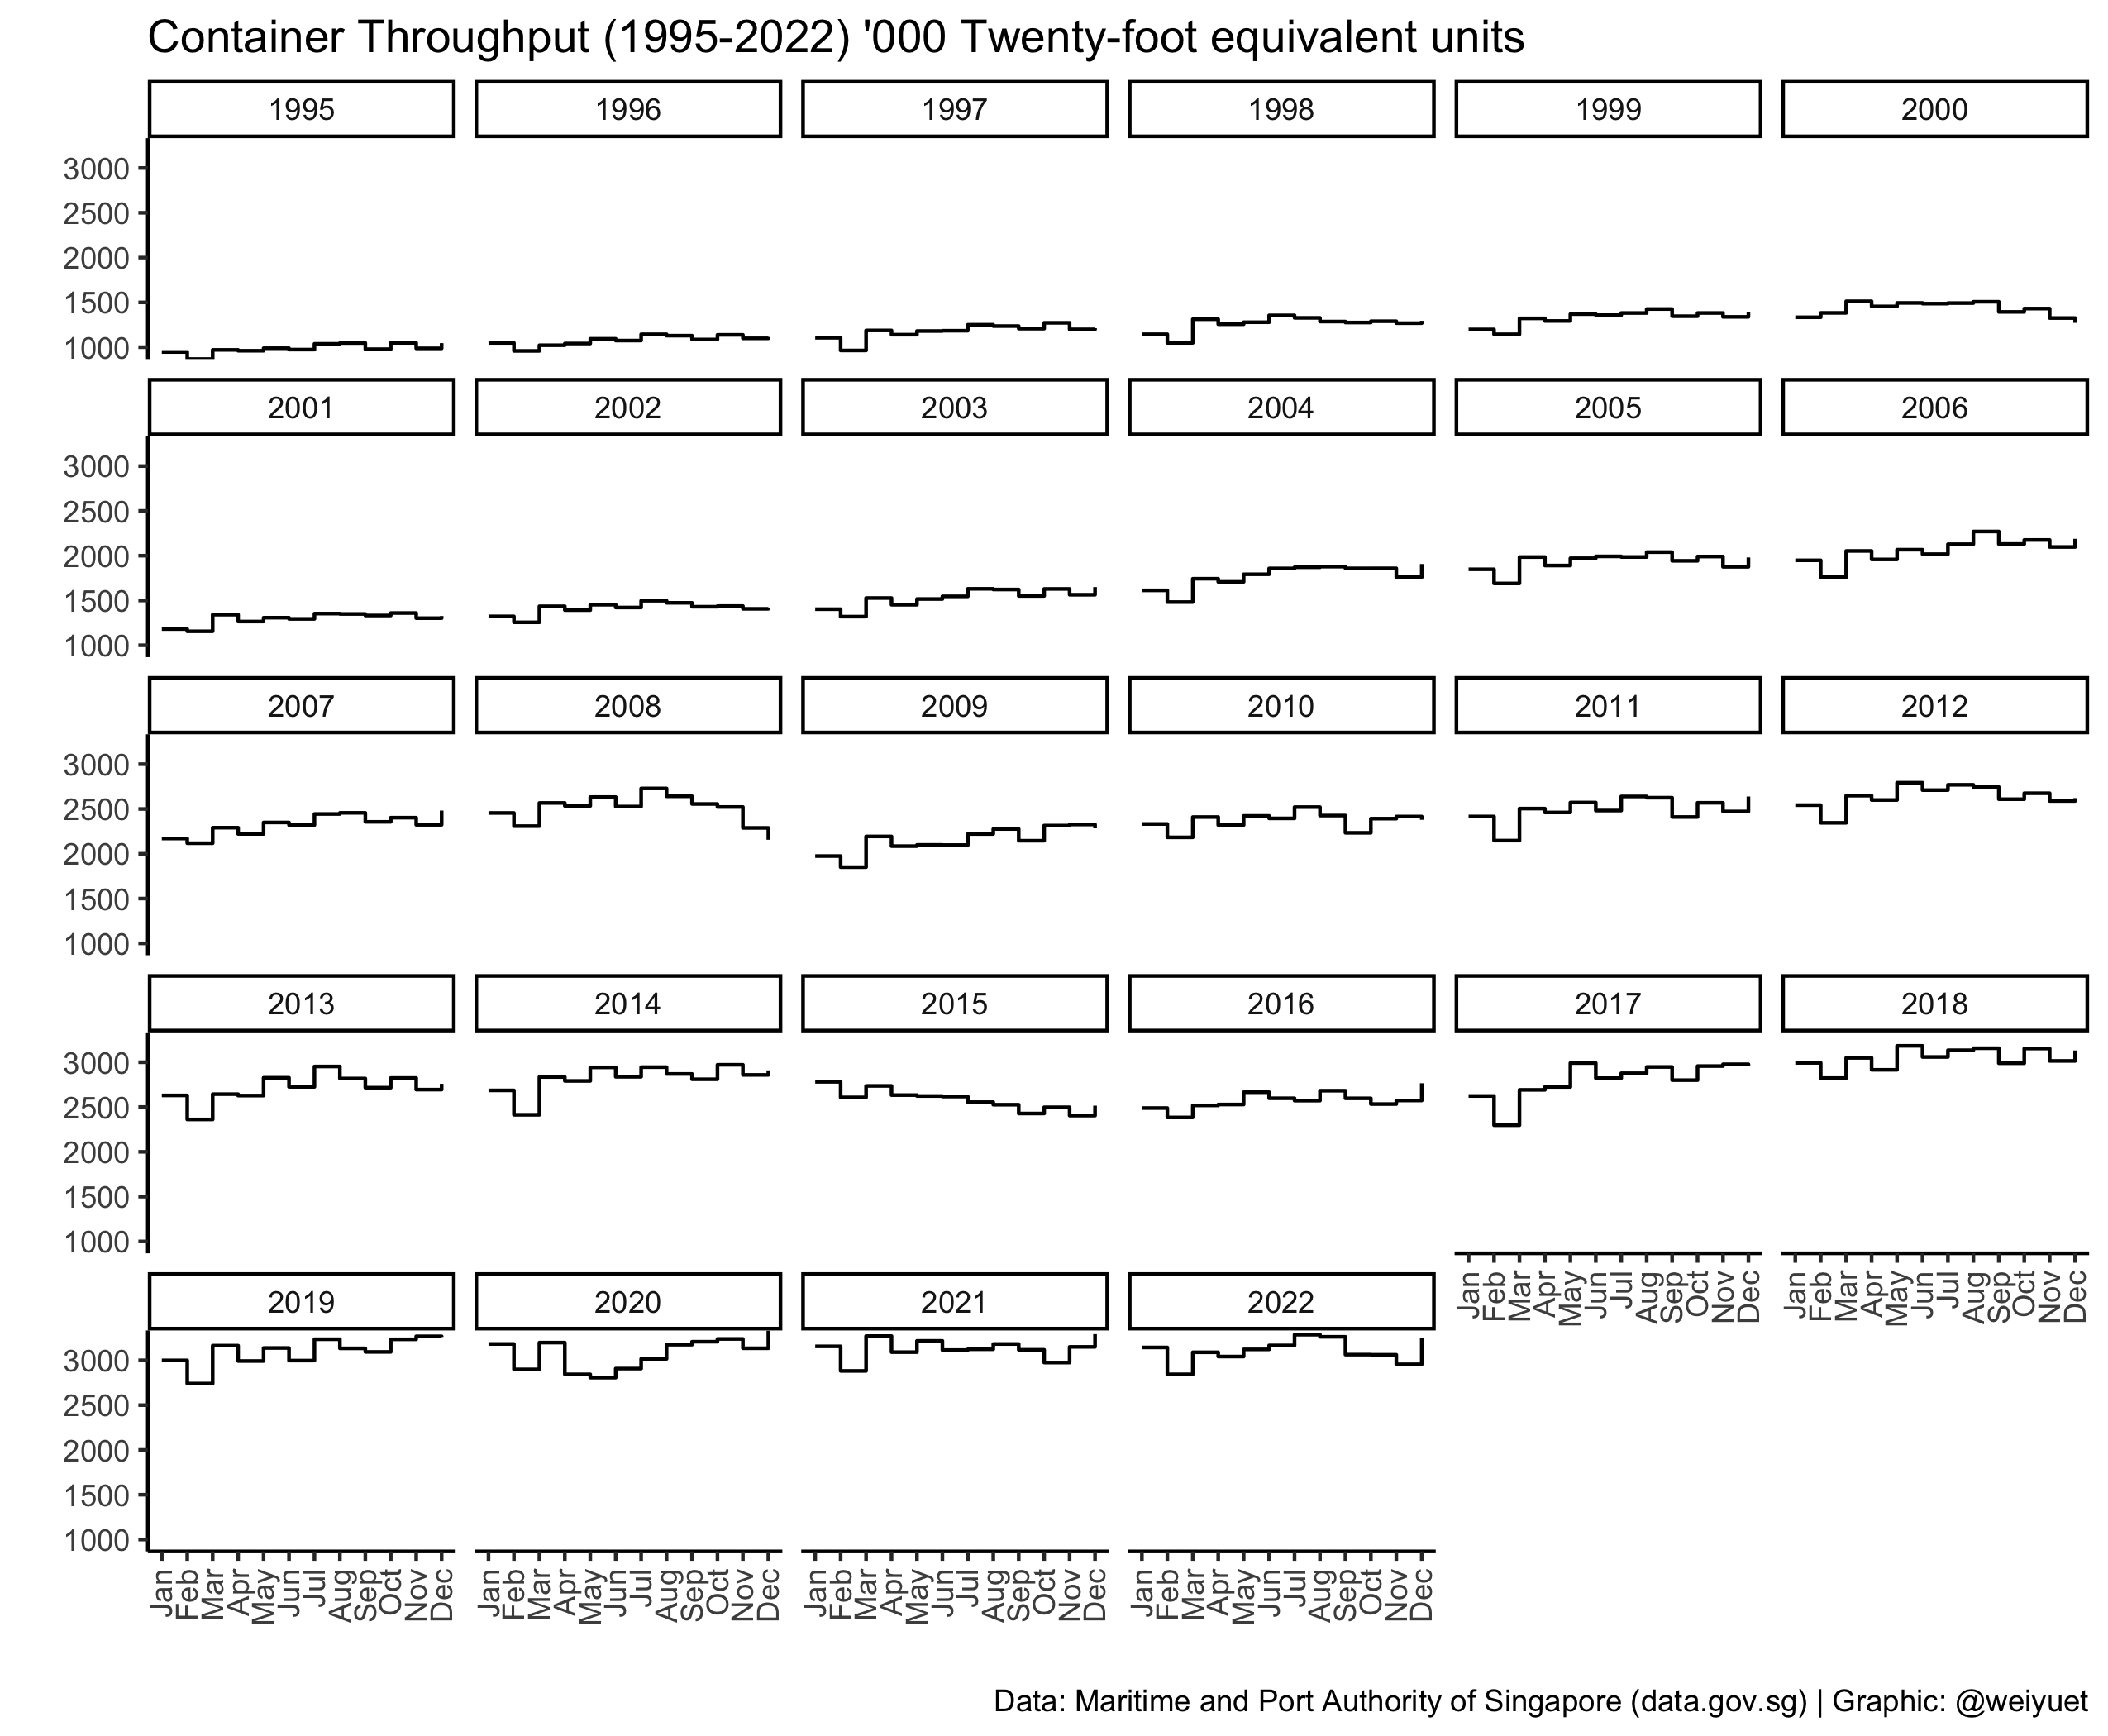 Container Throughput (1995-2022) '000 Twenty-foot equivalent units
1995 1996 1997 1998 1999 2000
3000
2500
2000
1500
1000
2001 2002 2003 2004 2005 2006
3000
2500
2000
1500
1000
2007 2008 2009 2010 2011 2012
3000
2500
2000
1500
1000
2013 2014 2015 2016 2017 2018
3000
2500
2000
1500
1000
Jan Feb Mar Apr May Jun Jul Aug Sep Oct Nov Dec
Jan Feb Mar Apr May Jun Jul Aug Sep Oct Nov Dec
2019 2020 2021 2022
3000
2500
2000
1500
1000
Jan Feb Mar Apr May Jun Jul Aug Sep Oct Nov Dec
Jan Feb Mar Apr May Jun Jul Aug Sep Oct Nov Dec
Jan Feb Mar Apr May Jun Jul Aug Sep Oct Nov Dec
Jan Feb Mar Apr May Jun Jul Aug Sep Oct Nov Dec
Data: Maritime and Port Authority of Singapore (data.gov.sg) | Graphic: @weiyuet